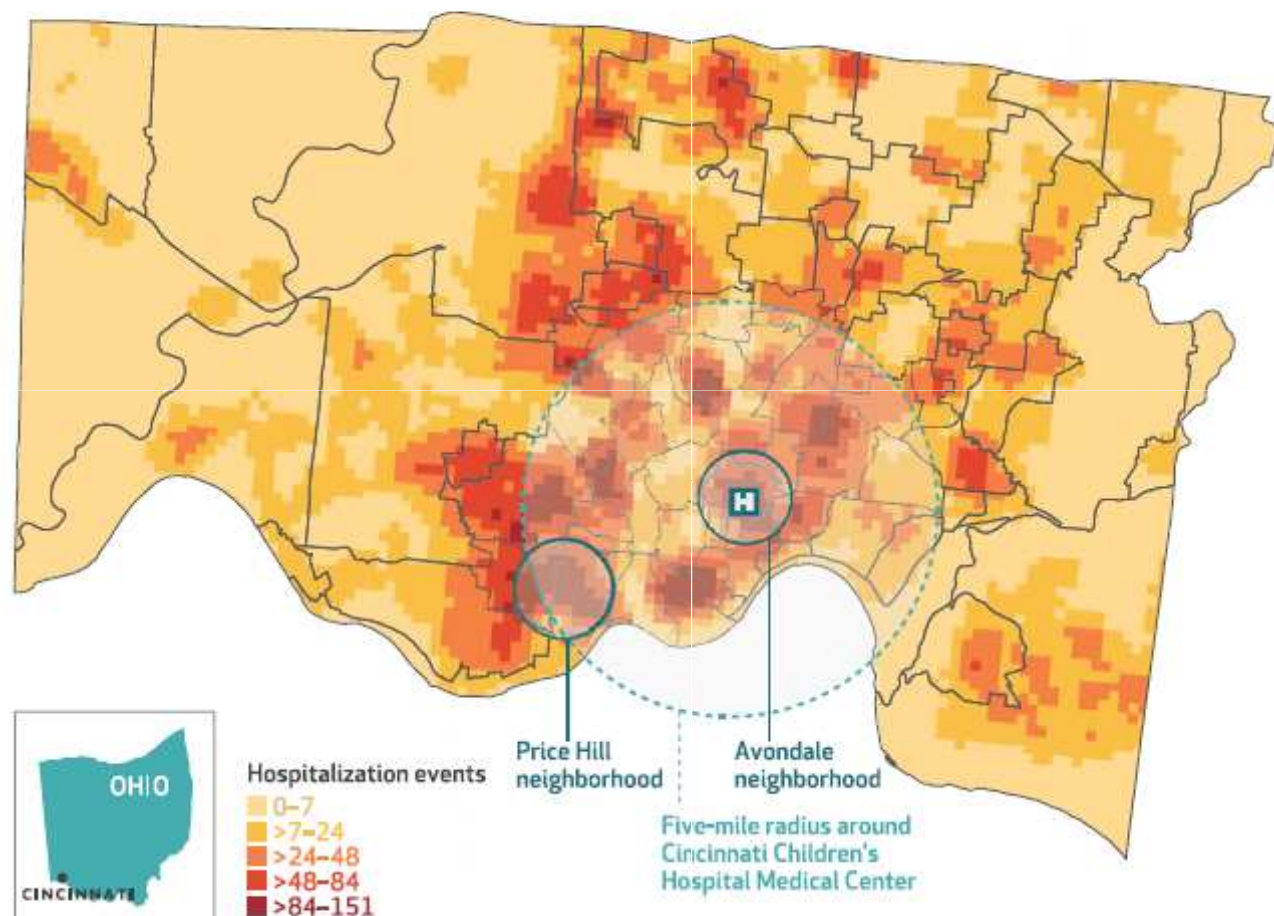 H
Price Hill
neighborhood
Avondale
neighborhood
Five-mile radius around
Cincinnati Children's
Hospital Medical Center
OHIO
CINCINNATI
Hospitalization events
0–7
>7–24
>24–48
>48–84
>84–151